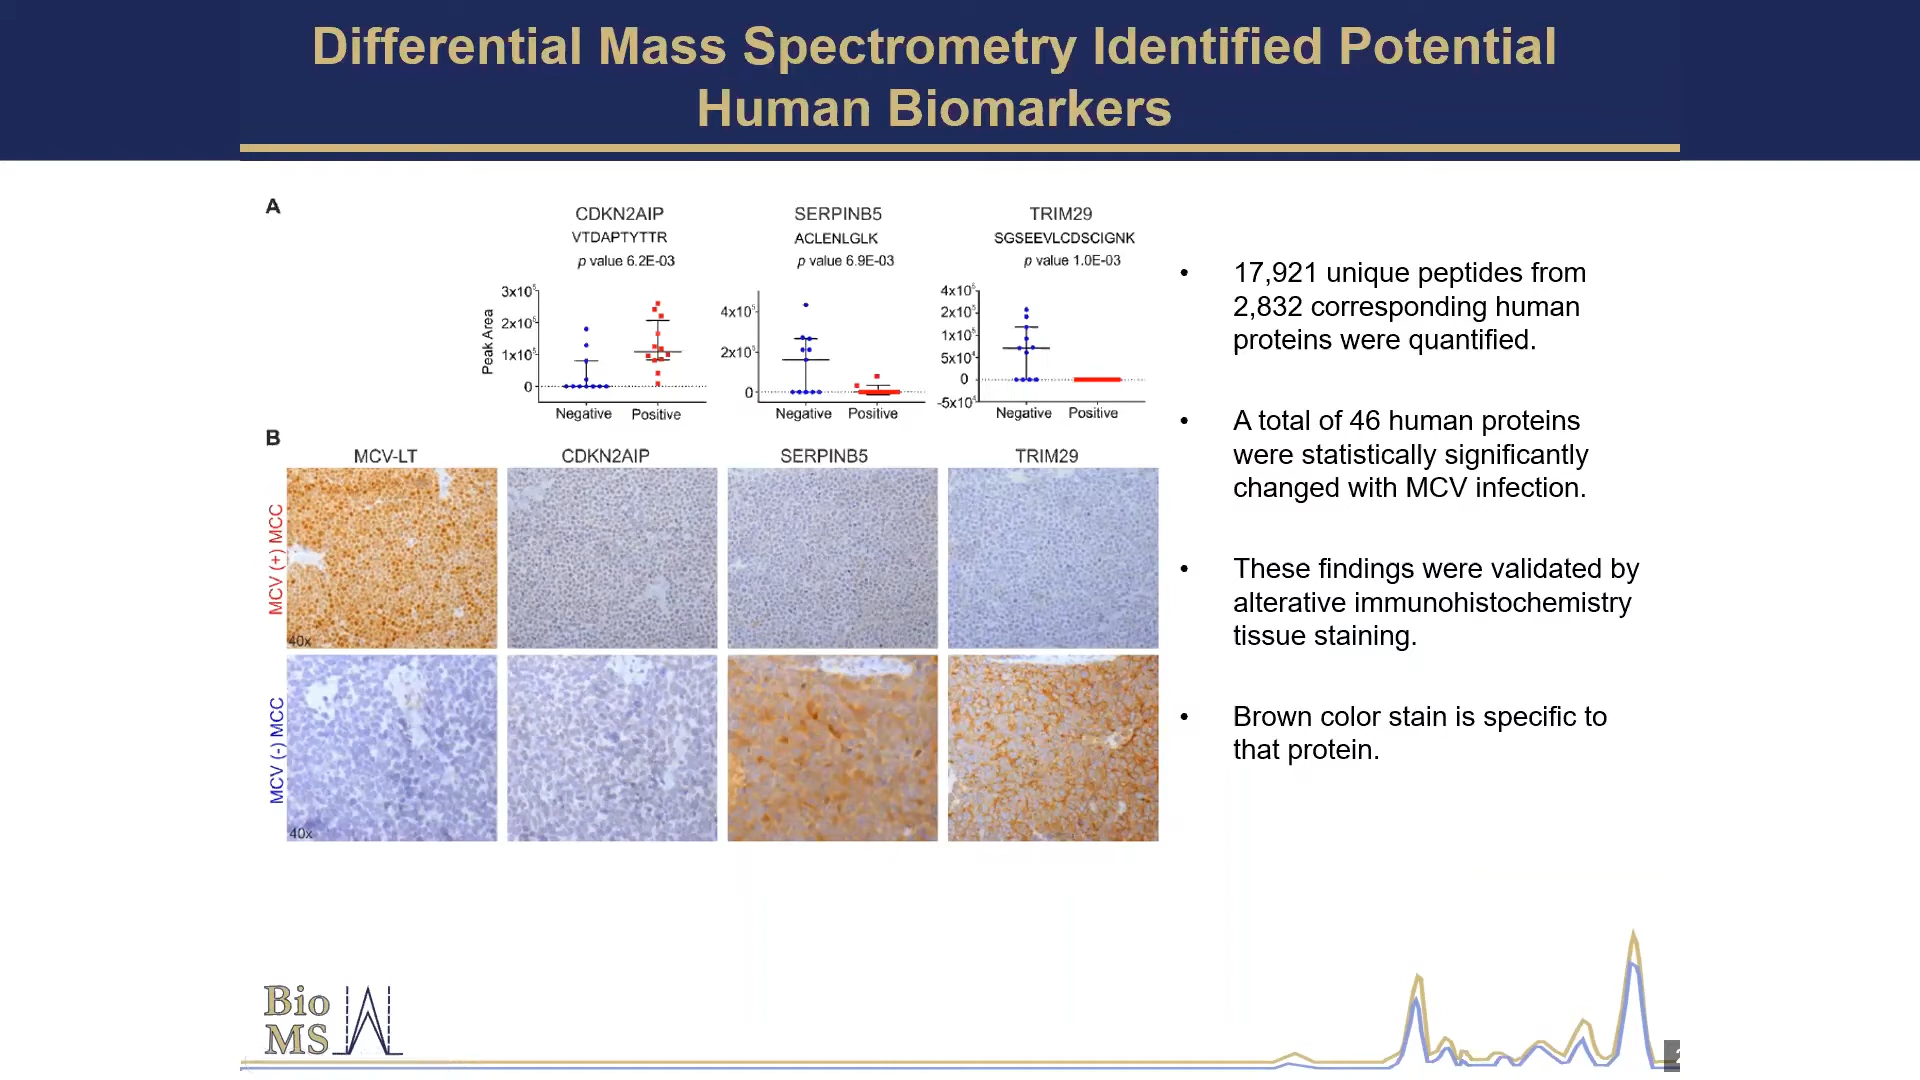 Differential Mass Spectrometry Identified Potential
Human Biomarkers
A
CDKN2AIP
VTDAPTYTTR
p value 6.2E-03
SERPINB5
ACLENLGLK
p value 6.9E-03
TRIM29
SGSEEVLCDSCIGNK
p value 1.0E-03
Peak Area
3x10⁵
2x10⁵
1x10⁵
0
Negative
Positive
4x10⁵
2x10⁵
0
Negative
Positive
4x10⁵
2x10⁵
1x10⁵
5x10⁴
0
-5x10⁴
Negative
Positive
B
MCV-LT
CDKN2AIP
SERPINB5
TRIM29
MCV (+) MCC
40x
MCV (-) MCC
40x
• 17,921 unique peptides from
2,832 corresponding human
proteins were quantified.
• A total of 46 human proteins
were statistically significantly
changed with MCV infection.
• These findings were validated by
alterative immunohistochemistry
tissue staining.
• Brown color stain is specific to
that protein.
Bio
MS